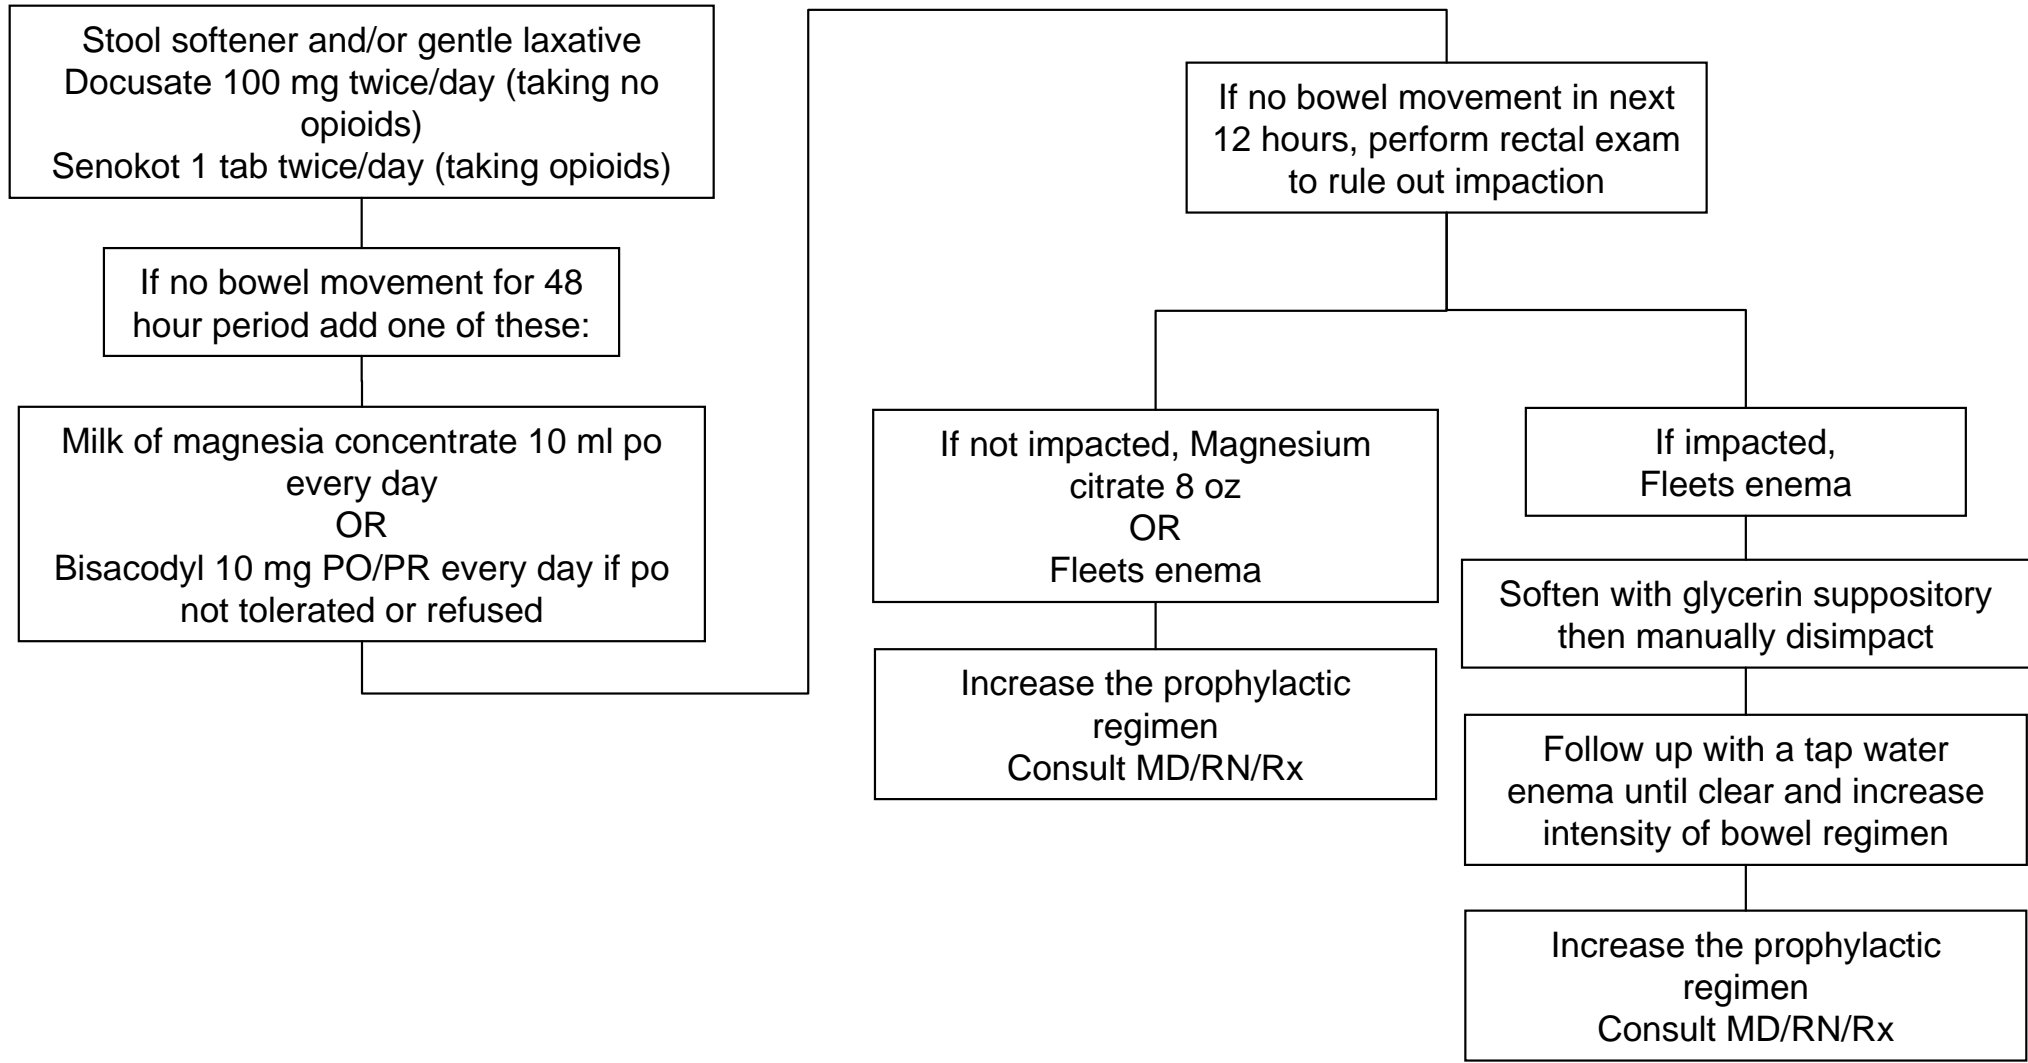 Stool softener and/or gentle laxative
Docusate 100 mg twice/day (taking no
opioids)
Senokot 1 tab twice/day (taking opioids)
If no bowel movement for 48
hour period add one of these:
Milk of magnesia concentrate 10 ml po
every day
OR
Bisacodyl 10 mg PO/PR every day if po
not tolerated or refused
If no bowel movement in next
12 hours, perform rectal exam
to rule out impaction
If not impacted, Magnesium
citrate 8 oz
OR
Fleets enema
Increase the prophylactic
regimen
Consult MD/RN/Rx
If impacted,
Fleets enema
Soften with glycerin suppository
then manually disimpact
Follow up with a tap water
enema until clear and increase
intensity of bowel regimen
Increase the prophylactic
regimen
Consult MD/RN/Rx